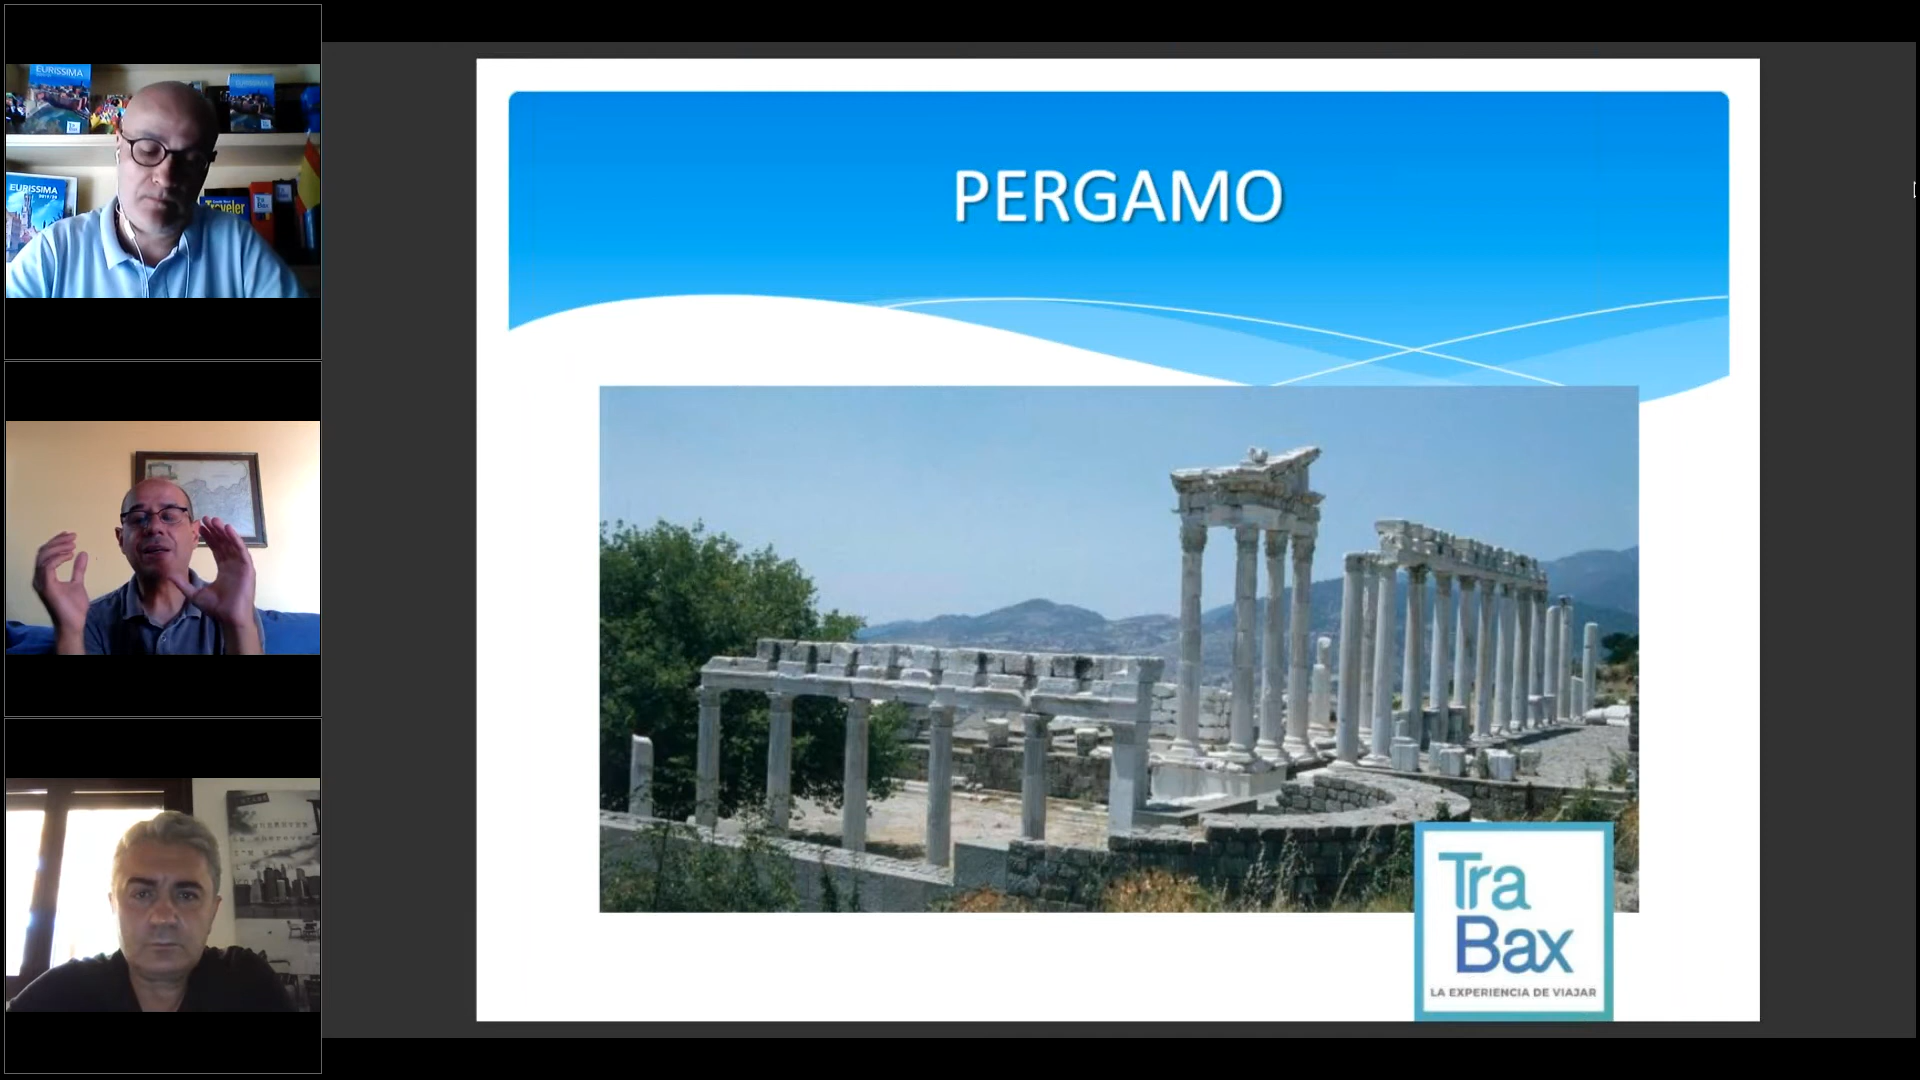 EURISSIMA
EURISSIMA
Traveler
PERGAMO
Tra
Bax
LA EXPERIENCIA DE VIAJAR